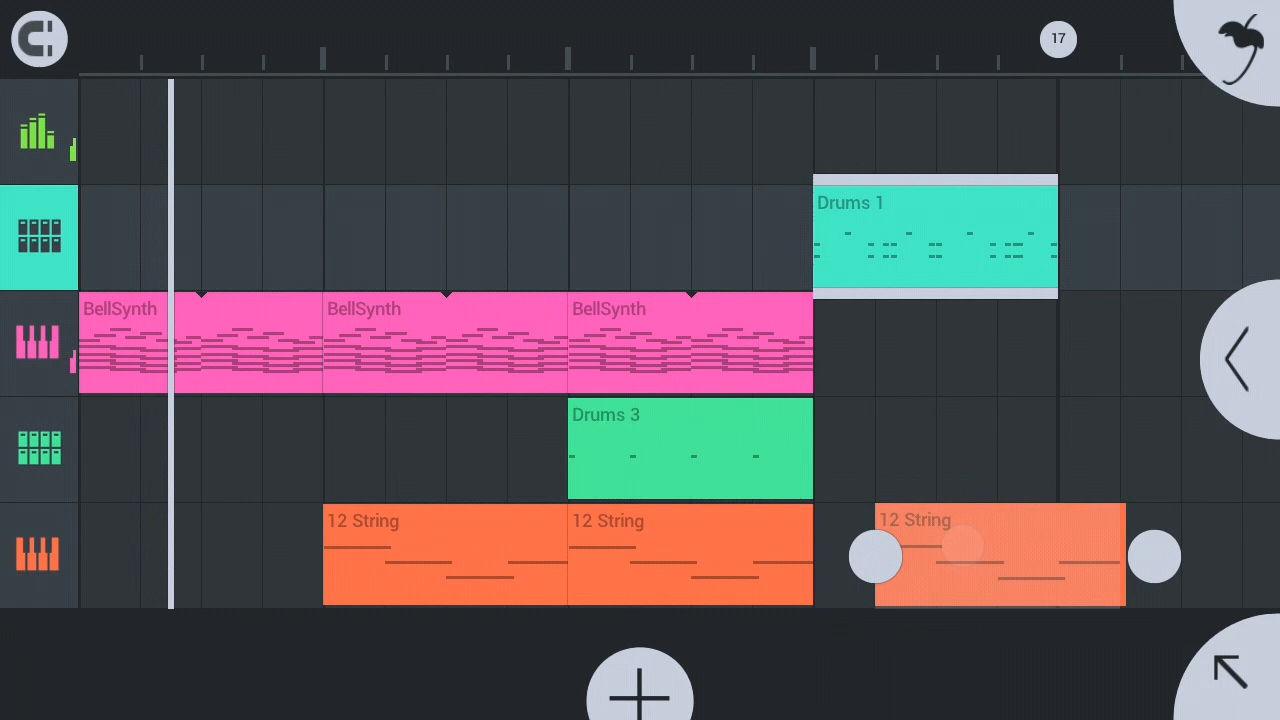 17
Drums 1
BellSynth
BellSynth
BellSynth
Drums 3
12 String
12 String
12 String